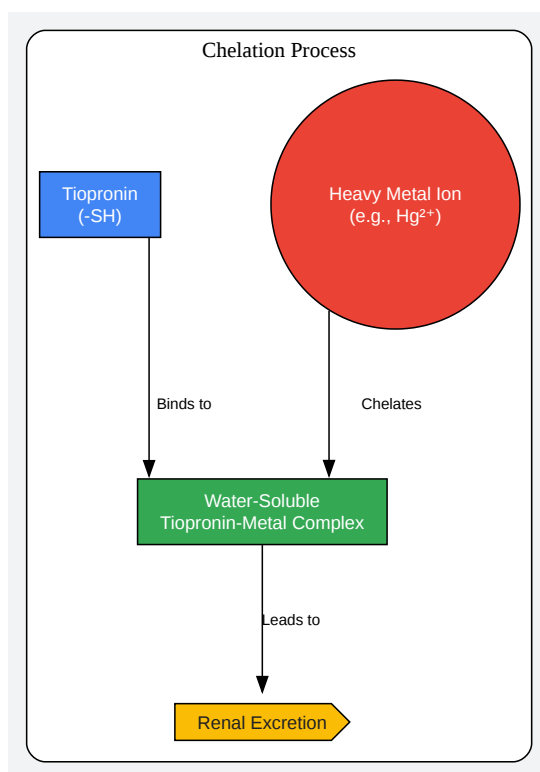 Chelation Process
Tiopronin
(-SH)
Heavy Metal Ion
(e.g., Hg²⁺)
Binds to
Chelates
Water-Soluble
Tiopronin-Metal Complex
Leads to
Renal Excretion